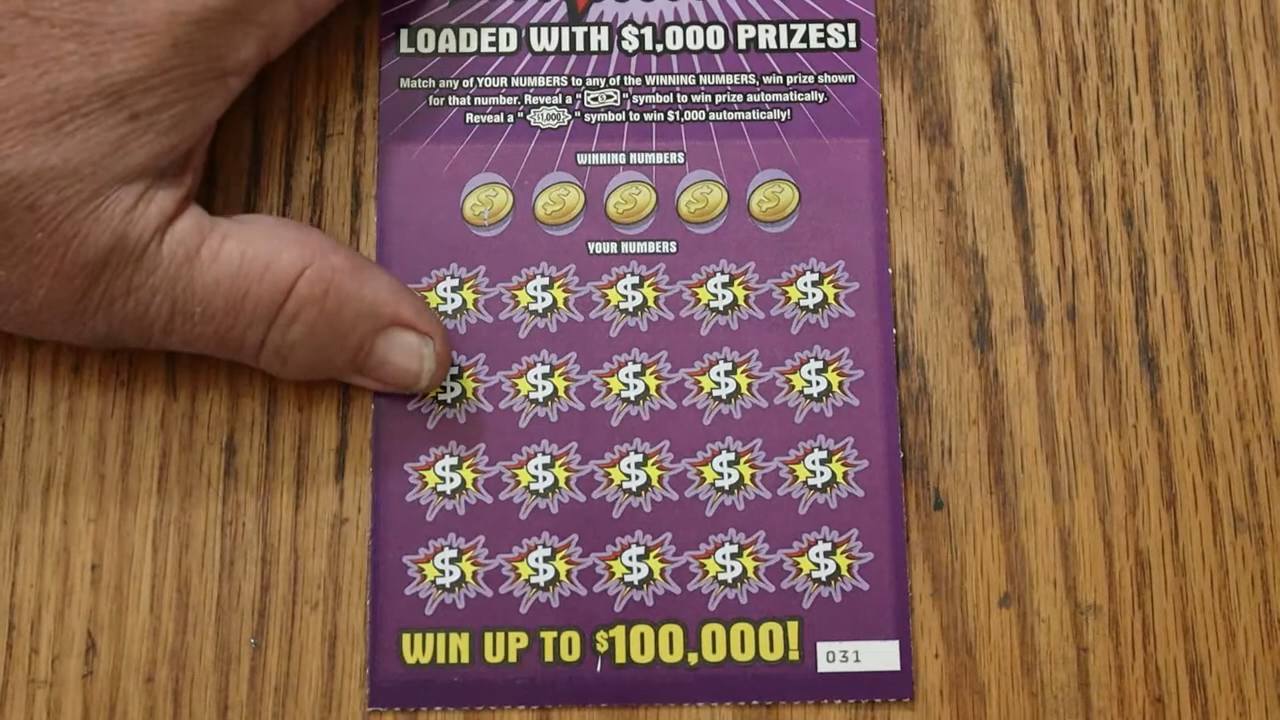 LOADED WITH $1,000 PRIZES!
Match any of YOUR NUMBERS to any of the WINNING NUMBERS, win prize shown
for that number. Reveal a " " symbol to win prize automatically.
Reveal a " $1,000 " symbol to win $1,000 automatically!
WINNING NUMBERS
$ $ $ $ $
YOUR NUMBERS
$ $ $ $ $
$ $ $ $ $
$ $ $ $ $
$ $ $ $ $
WIN UP TO $100,000!
031